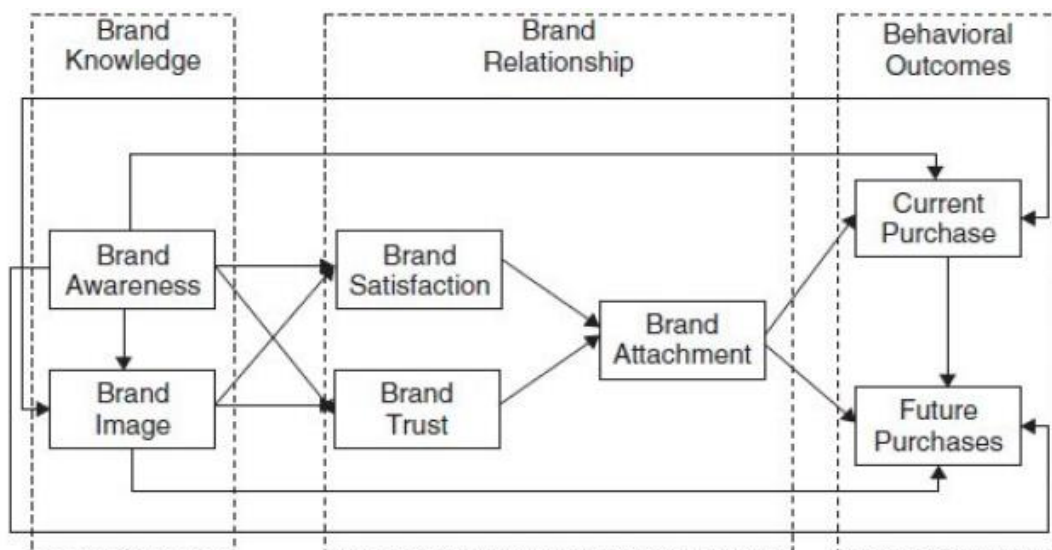 Brand
Knowledge
Brand
Relationship
Behavioral
Outcomes
Brand
Awareness
Brand
Image
Brand
Satisfaction
Brand
Trust
Brand
Attachment
Current
Purchase
Future
Purchases